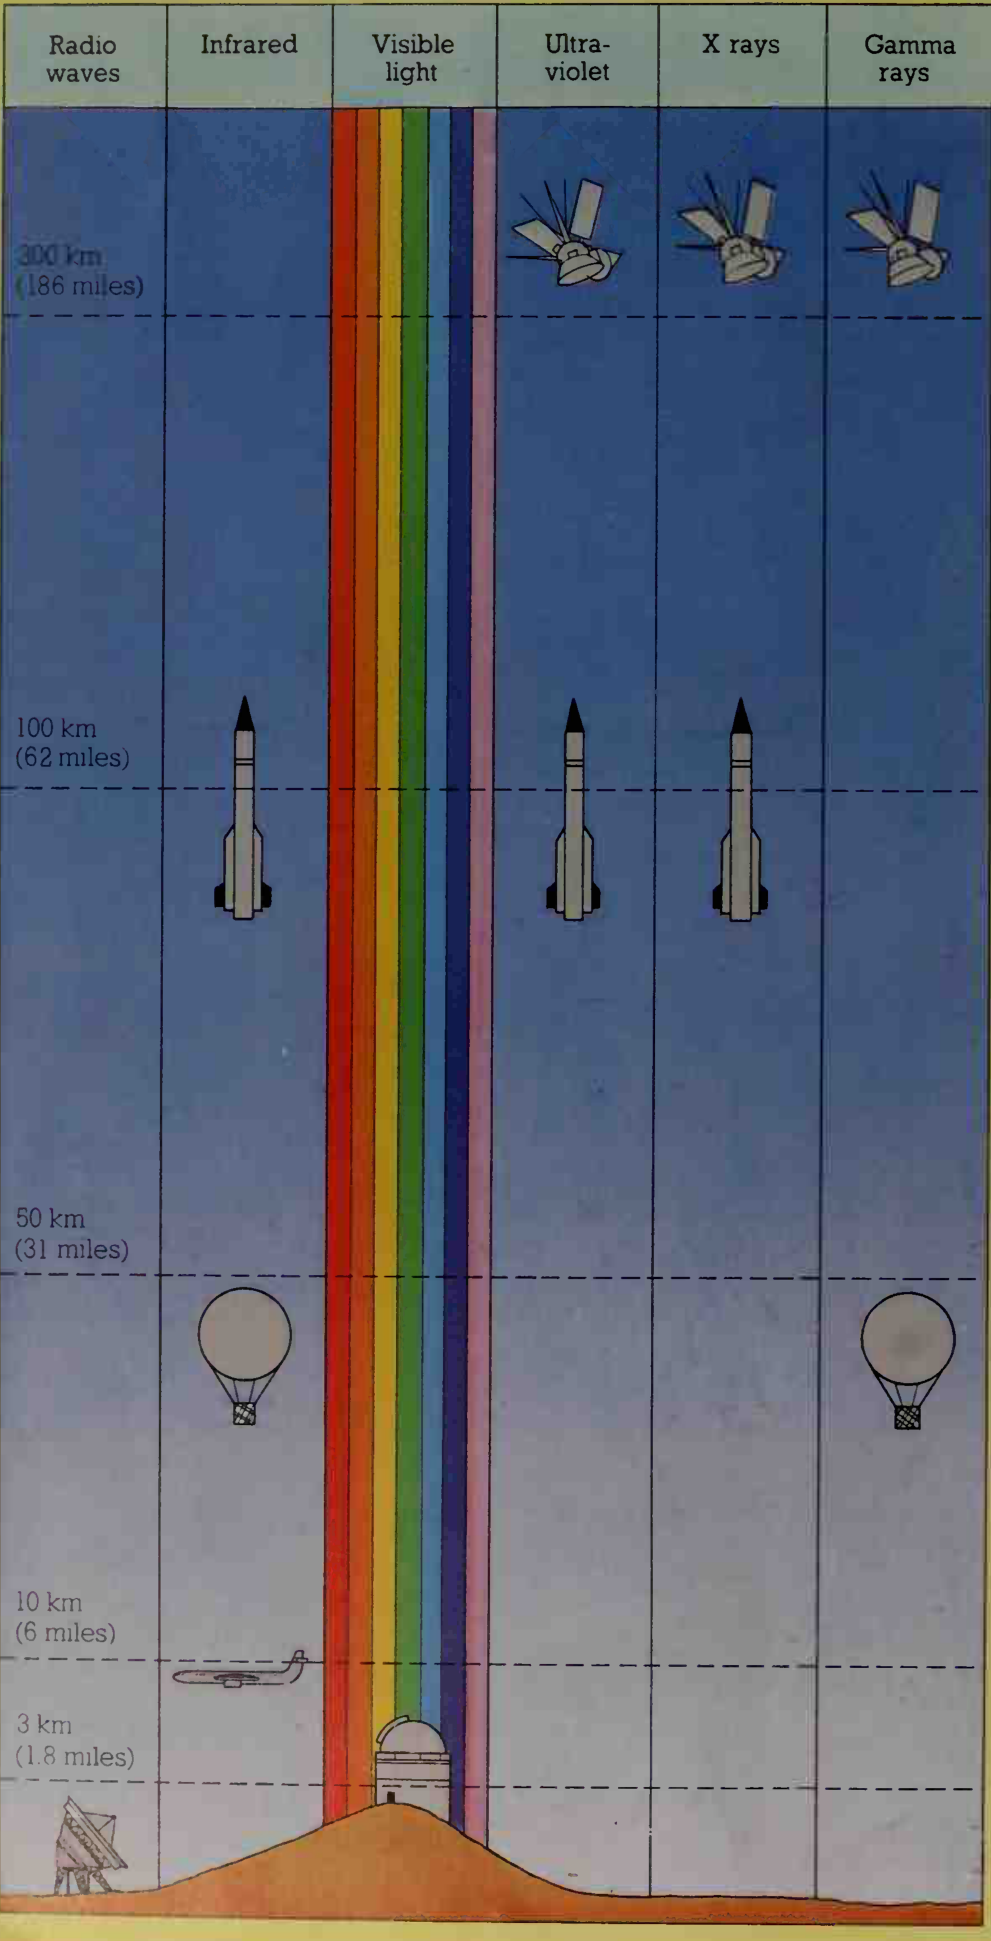 Radio
waves
Infrared
Visible
light
Ultra-
violet
X rays
Gamma
rays
300 km
(186 miles)
100 km
(62 miles)
50 km
(31 miles)
10 km
(6 miles)
3 km
(1.8 miles)